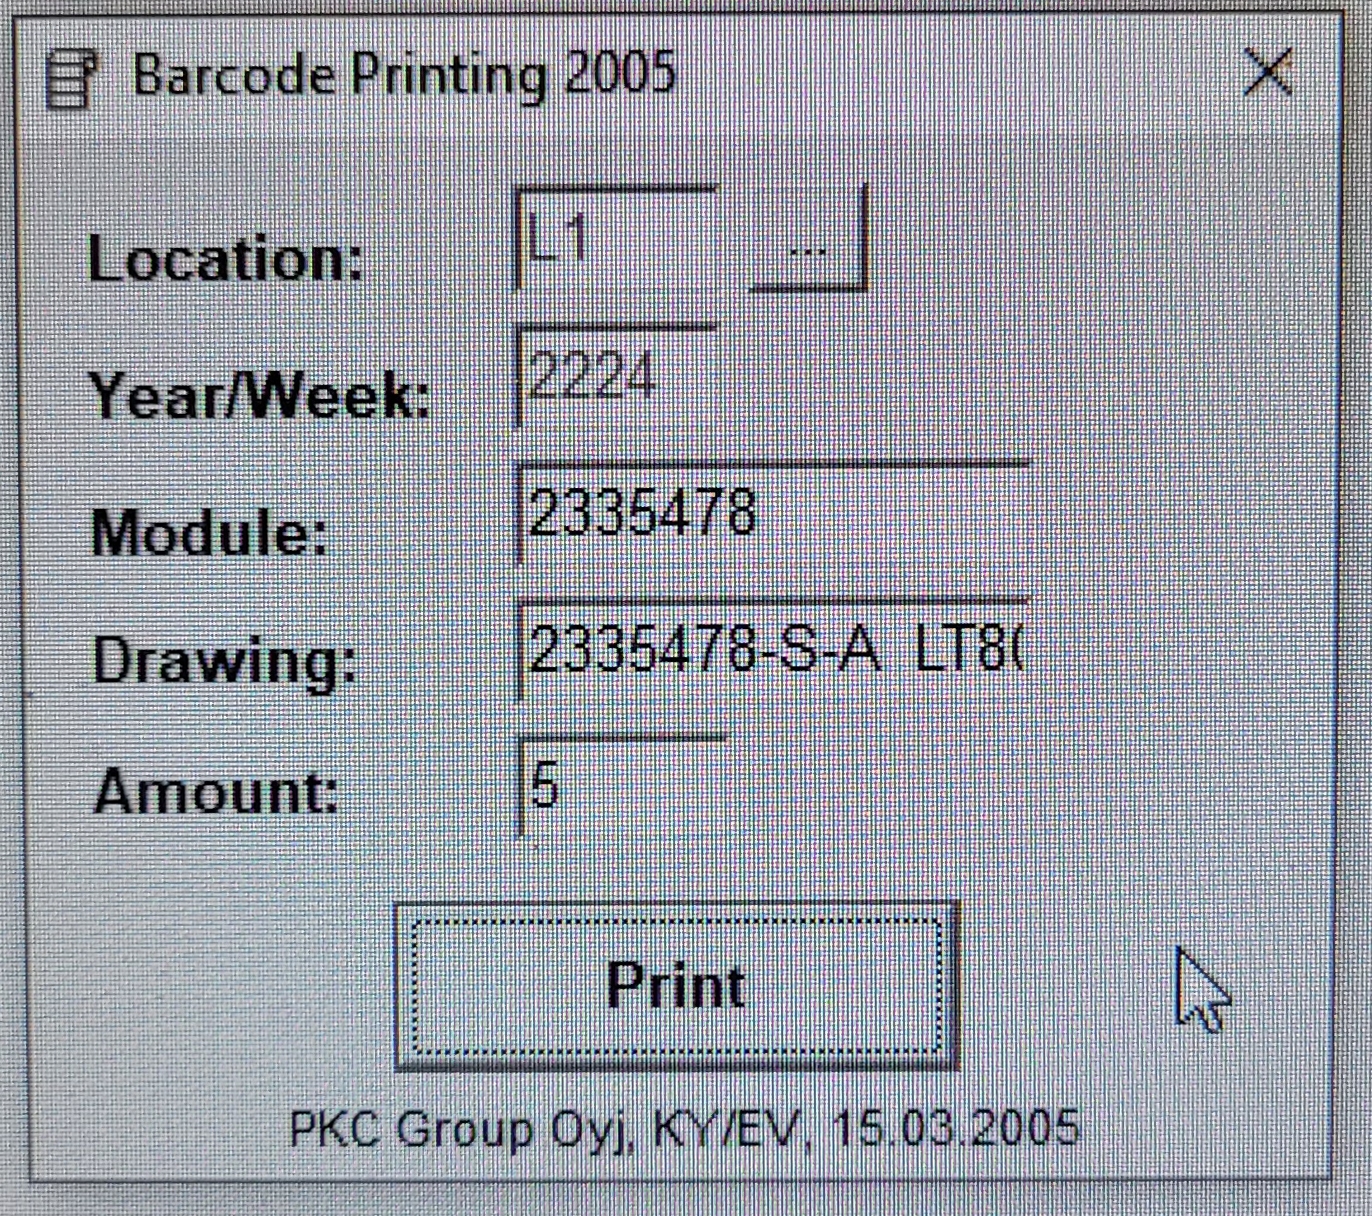 Barcode Printing 2005
Location: L1 ...
Year/Week: 2224
Module: 2335478
Drawing: 2335478-S-A LT8(
Amount: 5
Print
PKC Group Oyj, KY/EV, 15.03.2005